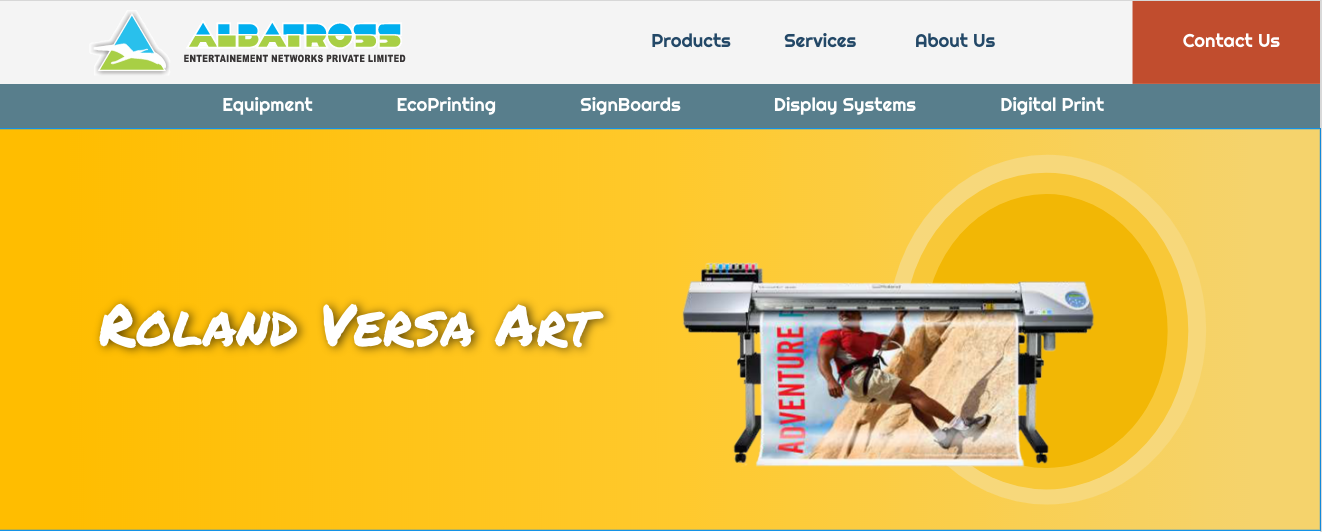 ALBATROSS
ENTERTAINEMENT NETWORKS PRIVATE LIMITED
Products Services About Us Contact Us
Equipment EcoPrinting SignBoards Display Systems Digital Print
Roland Versa Art
Roland
ADVENTURE